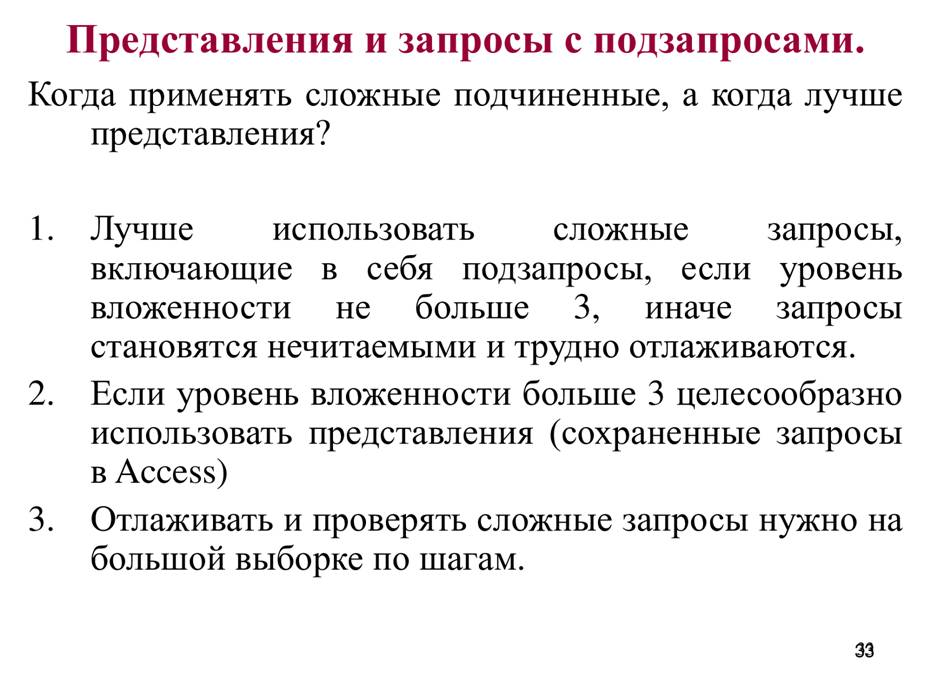 Представления и запросы с подзапросами.
Когда применять сложные подчиненные, а когда лучше
представления?
1. Лучше использовать сложные запросы,
включающие в себя подзапросы, если уровень
вложенности не больше 3, иначе запросы
становятся нечитаемыми и трудно отлаживаются.
2. Если уровень вложенности больше 3 целесообразно
использовать представления (сохраненные запросы
в Access)
3. Отлаживать и проверять сложные запросы нужно на
большой выборке по шагам.
33